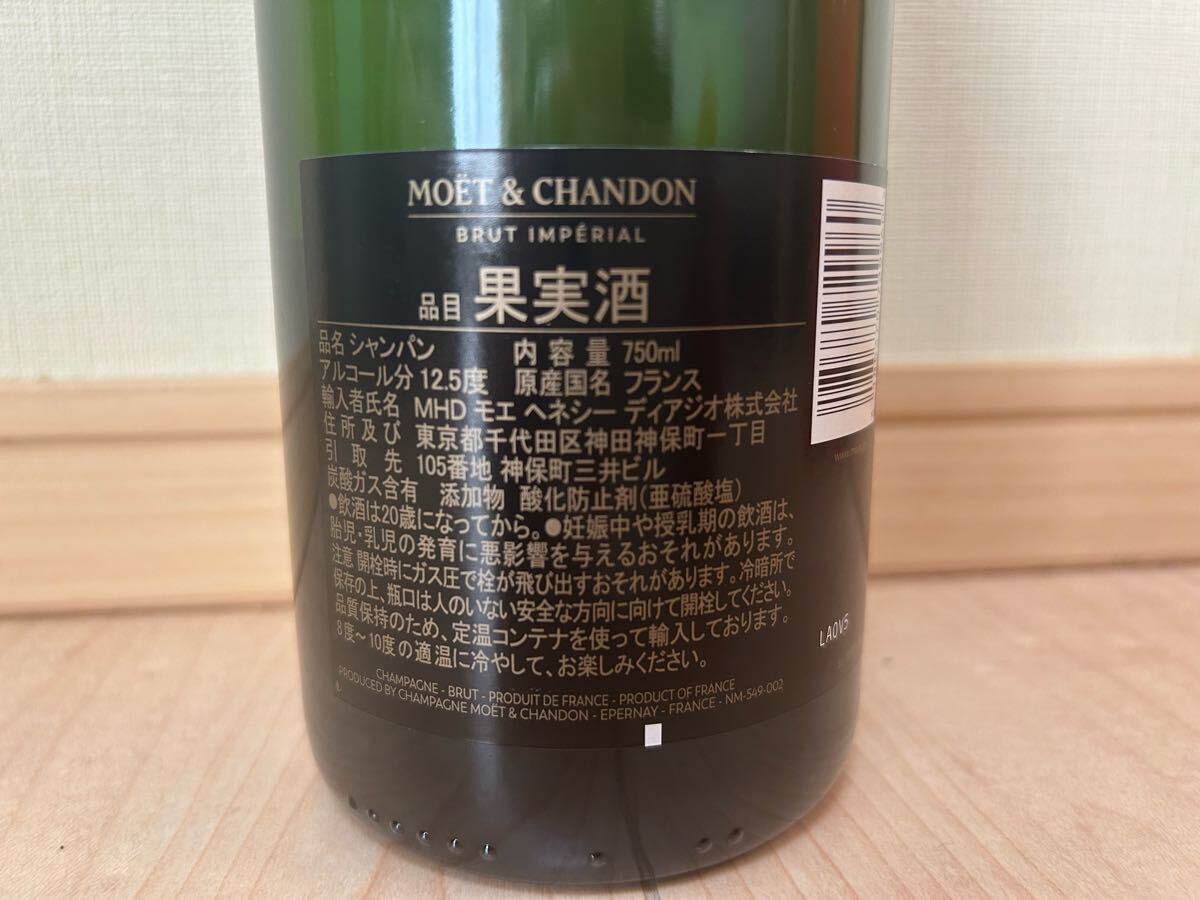 MOËT & CHANDON
BRUT IMPÉRIAL
品目 果実酒
品名 シャンパン 内容量 750ml
アルコール分 12.5度 原産国名 フランス
輸入者氏名 MHD モエ ヘネシー ディアジオ株式会社
住所及び 東京都千代田区神田神保町一丁目
引取先 105番地 神保町三井ビル
炭酸ガス含有 添加物 酸化防止剤(亜硫酸塩)
●飲酒は20歳になってから。●妊娠中や授乳期の飲酒は、
胎児・乳児の発育に悪影響を与えるおそれがあります。
注意 開栓時にガス圧で栓が飛び出すおそれがあります。冷暗所で
保存の上、瓶口は人のいない安全な方向に向けて開栓してください。
品質保持のため、定温コンテナを使って輸入しております。
8度～10度の適温に冷やして、お楽しみください。
CHAMPAGNE - BRUT - PRODUIT DE FRANCE - PRODUCT OF FRANCE
PRODUCED BY CHAMPAGNE MOËT & CHANDON - EPERNAY - FRANCE - NM-549-002
LAOV5